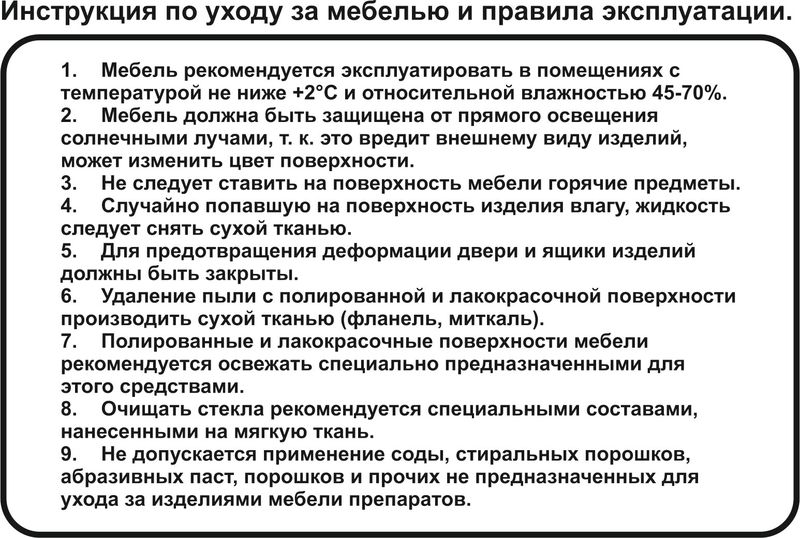 Инструкция по уходу за мебелью и правила эксплуатации.
1. Мебель рекомендуется эксплуатировать в помещениях с
температурой не ниже +2°С и относительной влажностью 45-70%.
2. Мебель должна быть защищена от прямого освещения
солнечными лучами, т. к. это вредит внешнему виду изделий,
может изменить цвет поверхности.
3. Не следует ставить на поверхность мебели горячие предметы.
4. Случайно попавшую на поверхность изделия влагу, жидкость
следует снять сухой тканью.
5. Для предотвращения деформации двери и ящики изделий
должны быть закрыты.
6. Удаление пыли с полированной и лакокрасочной поверхности
производить сухой тканью (фланель, миткаль).
7. Полированные и лакокрасочные поверхности мебели
рекомендуется освежать специально предназначенными для
этого средствами.
8. Очищать стекла рекомендуется специальными составами,
нанесенными на мягкую ткань.
9. Не допускается применение соды, стиральных порошков,
абразивных паст, порошков и прочих не предназначенных для
ухода за изделиями мебели препаратов.